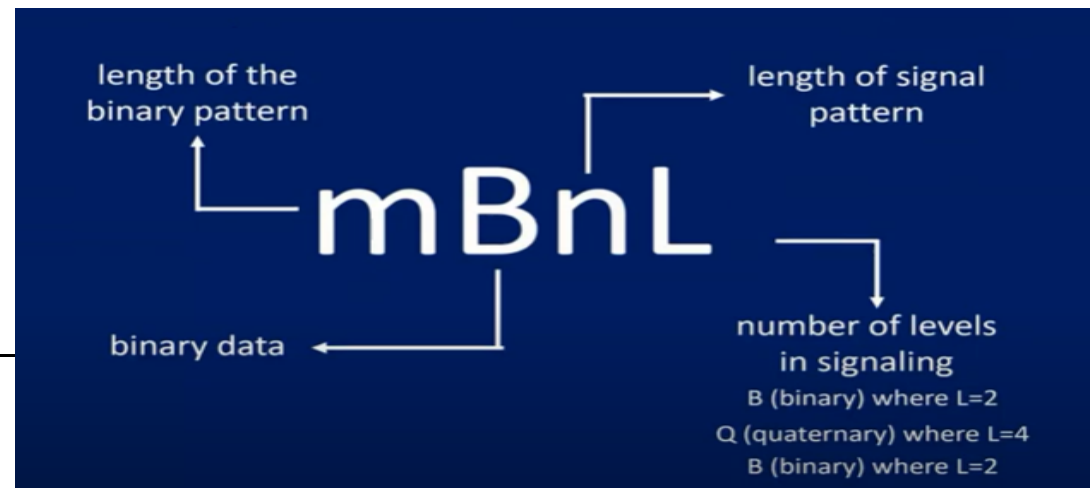 length of the
binary pattern
length of signal
pattern
mBnL
binary data
number of levels
in signaling
B (binary) where L=2
Q (quaternary) where L=4
B (binary) where L=2